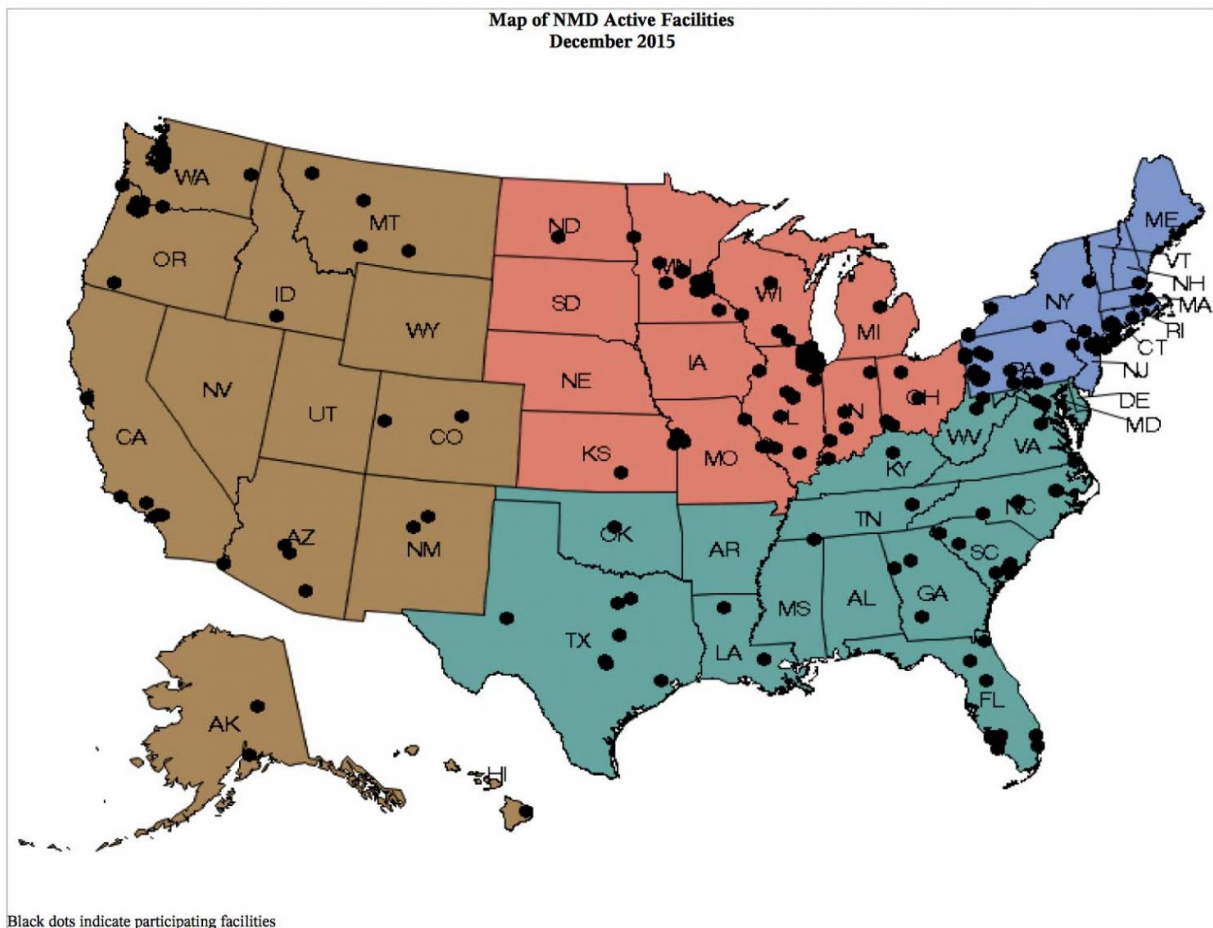 Map of NMD Active Facilities
December 2015
WA
MT
ND
MN
ME
OR
ID
SD
WI
VT
NH
NY
MA
WY
MI
RI
CT
IA
NE
PA
NJ
NV
UT
CO
IL
IN
OH
DE
MD
CA
KS
MO
WV
VA
KY
AZ
NM
OK
AR
TN
NC
SC
MS
AL
GA
TX
LA
FL
AK
HI
Black dots indicate participating facilities